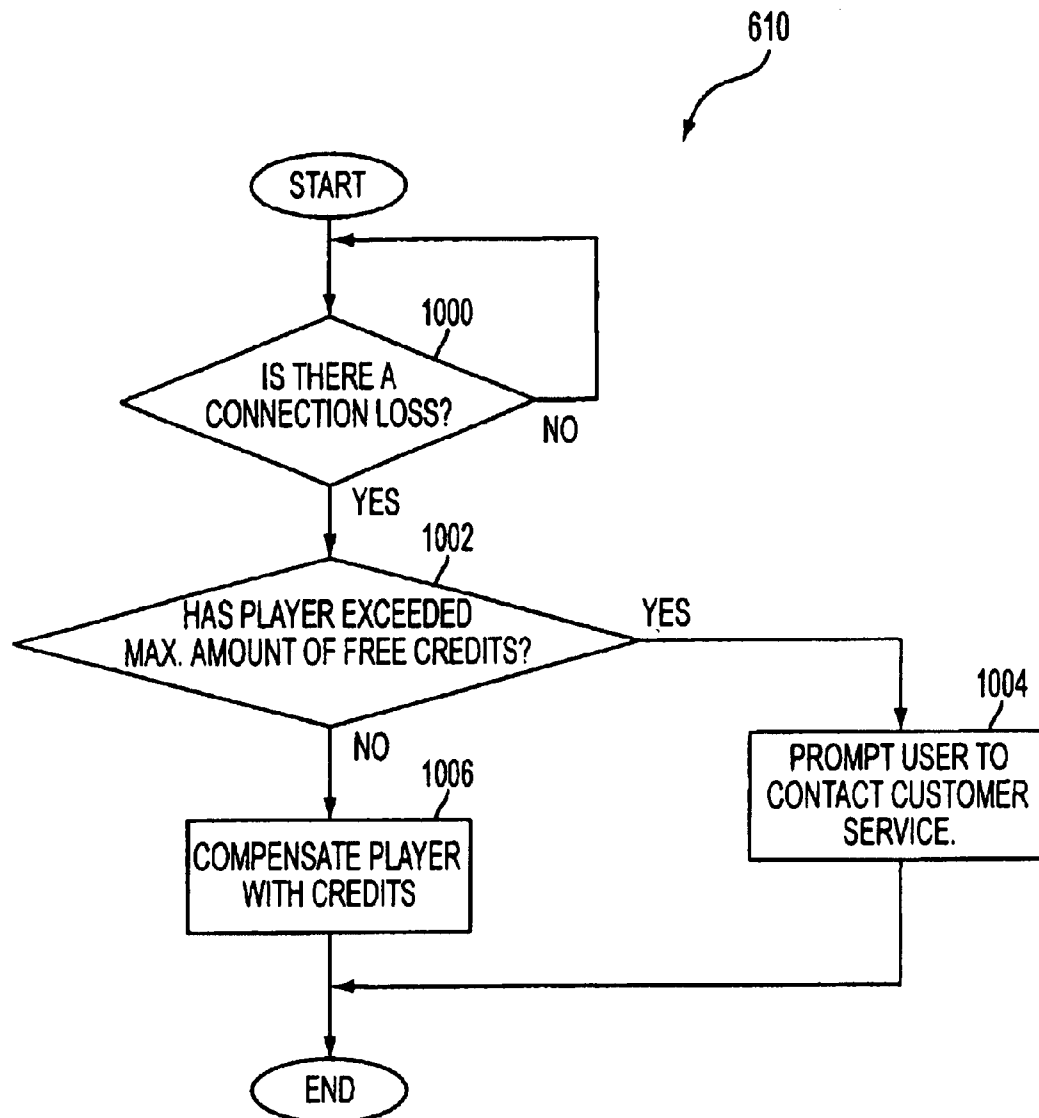 610
START
1000
IS THERE A
CONNECTION LOSS?
NO
YES
1002
HAS PLAYER EXCEEDED
MAX. AMOUNT OF FREE CREDITS?
YES
NO
1004
PROMPT USER TO
CONTACT CUSTOMER
SERVICE.
1006
COMPENSATE PLAYER
WITH CREDITS
END